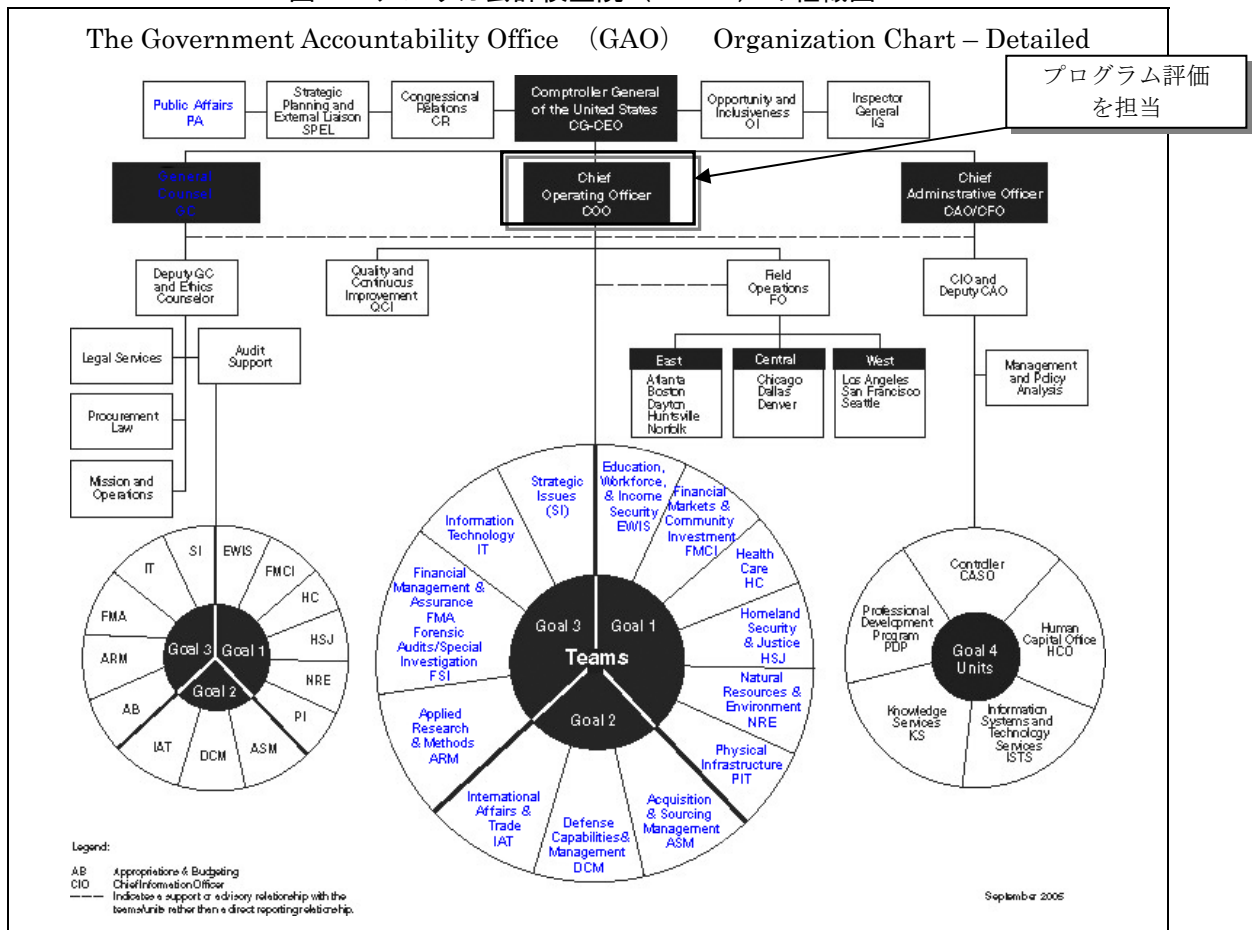 The Government Accountability Office （GAO） Organization Chart – Detailed
プログラム評価
を担当
Public Affairs
PA
Strategic
Planning and
External Liaison
SPEL
Congressional
Relations
CR
Comptroller General
of the United States
CG-CEO
Opportunity and
Inclusiveness
OI
Inspector
General
IG
General
Counsel
GC
Chief
Operating Officer
COO
Chief
Adminstrative Officer
CAO/CFO
Deputy GC
and Ethics
Counselor
Quality and
Continuous
Improvement
QCI
Field
Operations
FO
CIO and
Deputy CAO
Legal Services
Audit
Support
Procurement
Law
Mission and
Operations
East
Atlanta
Boston
Dayton
Huntsville
Norfolk
Central
Chicago
Dallas
Denver
West
Los Angeles
San Francisco
Seattle
Management
and Policy
Analysis
SI
EWIS
FMCI
HC
HSJ
NRE
PI
ASM
DCM
IAT
AB
ARM
FMA
IT
Goal 3
Goal 1
Goal 2
Strategic
Issues
(SI)
Education,
Workforce,
& Income
Security
EWIS
Financial
Markets &
Community
Investment
FMCI
Health
Care
HC
Homeland
Security
& Justice
HSJ
Natural
Resources &
Environment
NRE
Physical
Infrastructure
PIT
Acquisition
& Sourcing
Management
ASM
Defense
Capabilities&
Management
DCM
International
Affairs &
Trade
IAT
Applied
Research
& Methods
ARM
Financial
Management &
Assurance
FMA
Forensic
Audits/Special
Investigation
FSI
Information
Technology
IT
Goal 3
Goal 1
Teams
Goal 2
Controller
CASO
Human
Capital Office
HCO
Information
Systems and
Technology
Services
ISTS
Knowledge
Services
KS
Professional
Development
Program
PDP
Goal 4
Units
Legend:
AB Appropriations & Budgeting
CIO Chief Information Officer
Indicates a support or advisory relationship with the
teams/units rather than a direct reporting relationship.
September 2005